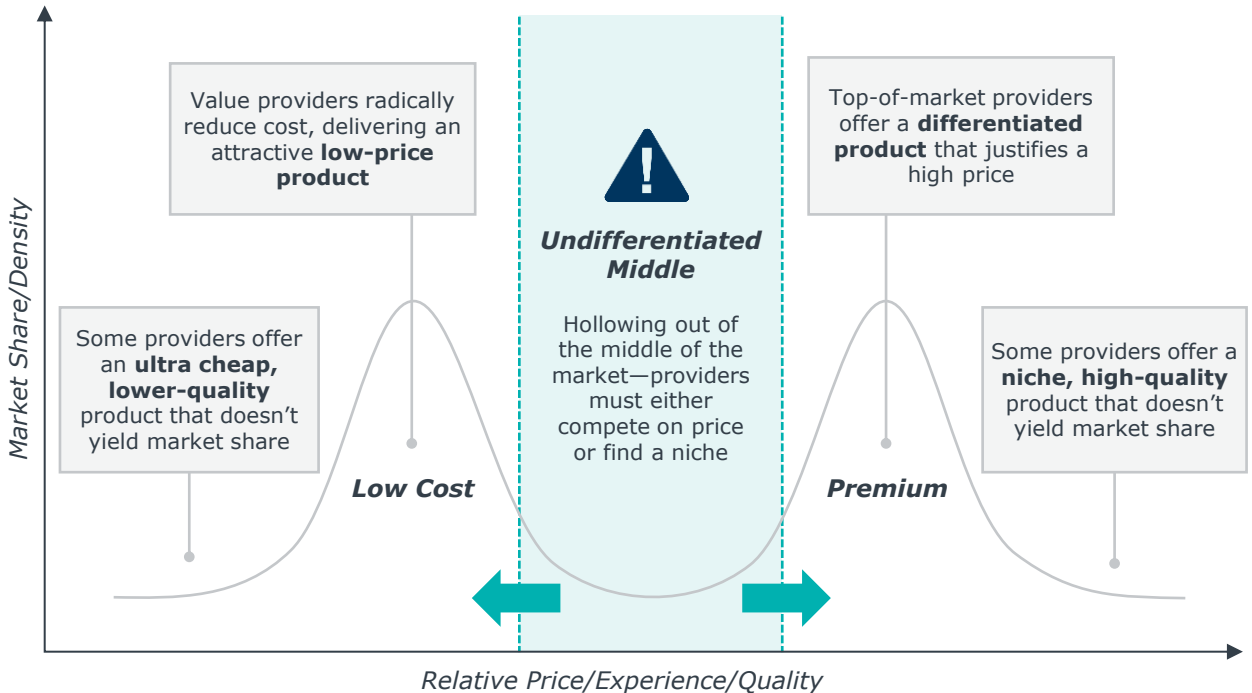 Market Share/Density
Value providers radically
reduce cost, delivering an
attractive low-price
product
Some providers offer
an ultra cheap,
lower-quality
product that doesn't
yield market share
Low Cost
!
Undifferentiated
Middle
Hollowing out of
the middle of the
market—providers
must either
compete on price
or find a niche
Top-of-market providers
offer a differentiated
product that justifies a
high price
Premium
Some providers offer a
niche, high-quality
product that doesn't
yield market share
Relative Price/Experience/Quality